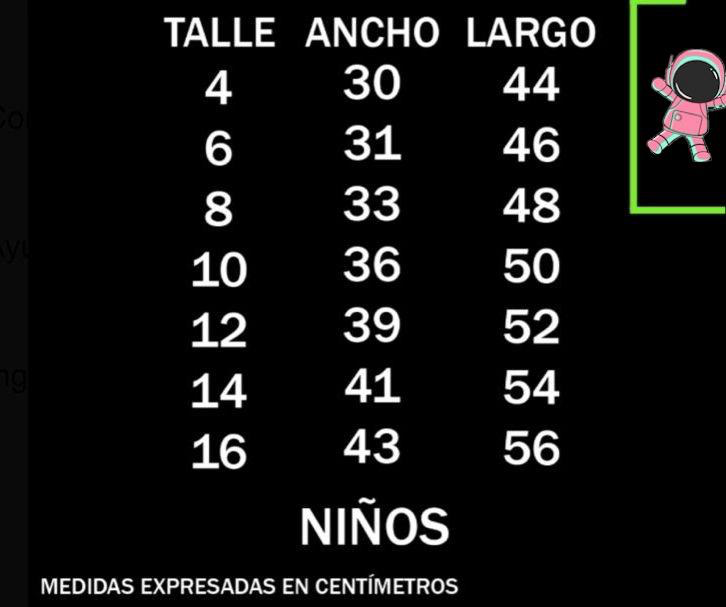 TALLE ANCHO LARGO
4 30 44
6 31 46
8 33 48
10 36 50
12 39 52
14 41 54
16 43 56
NIÑOS
MEDIDAS EXPRESADAS EN CENTÍMETROS